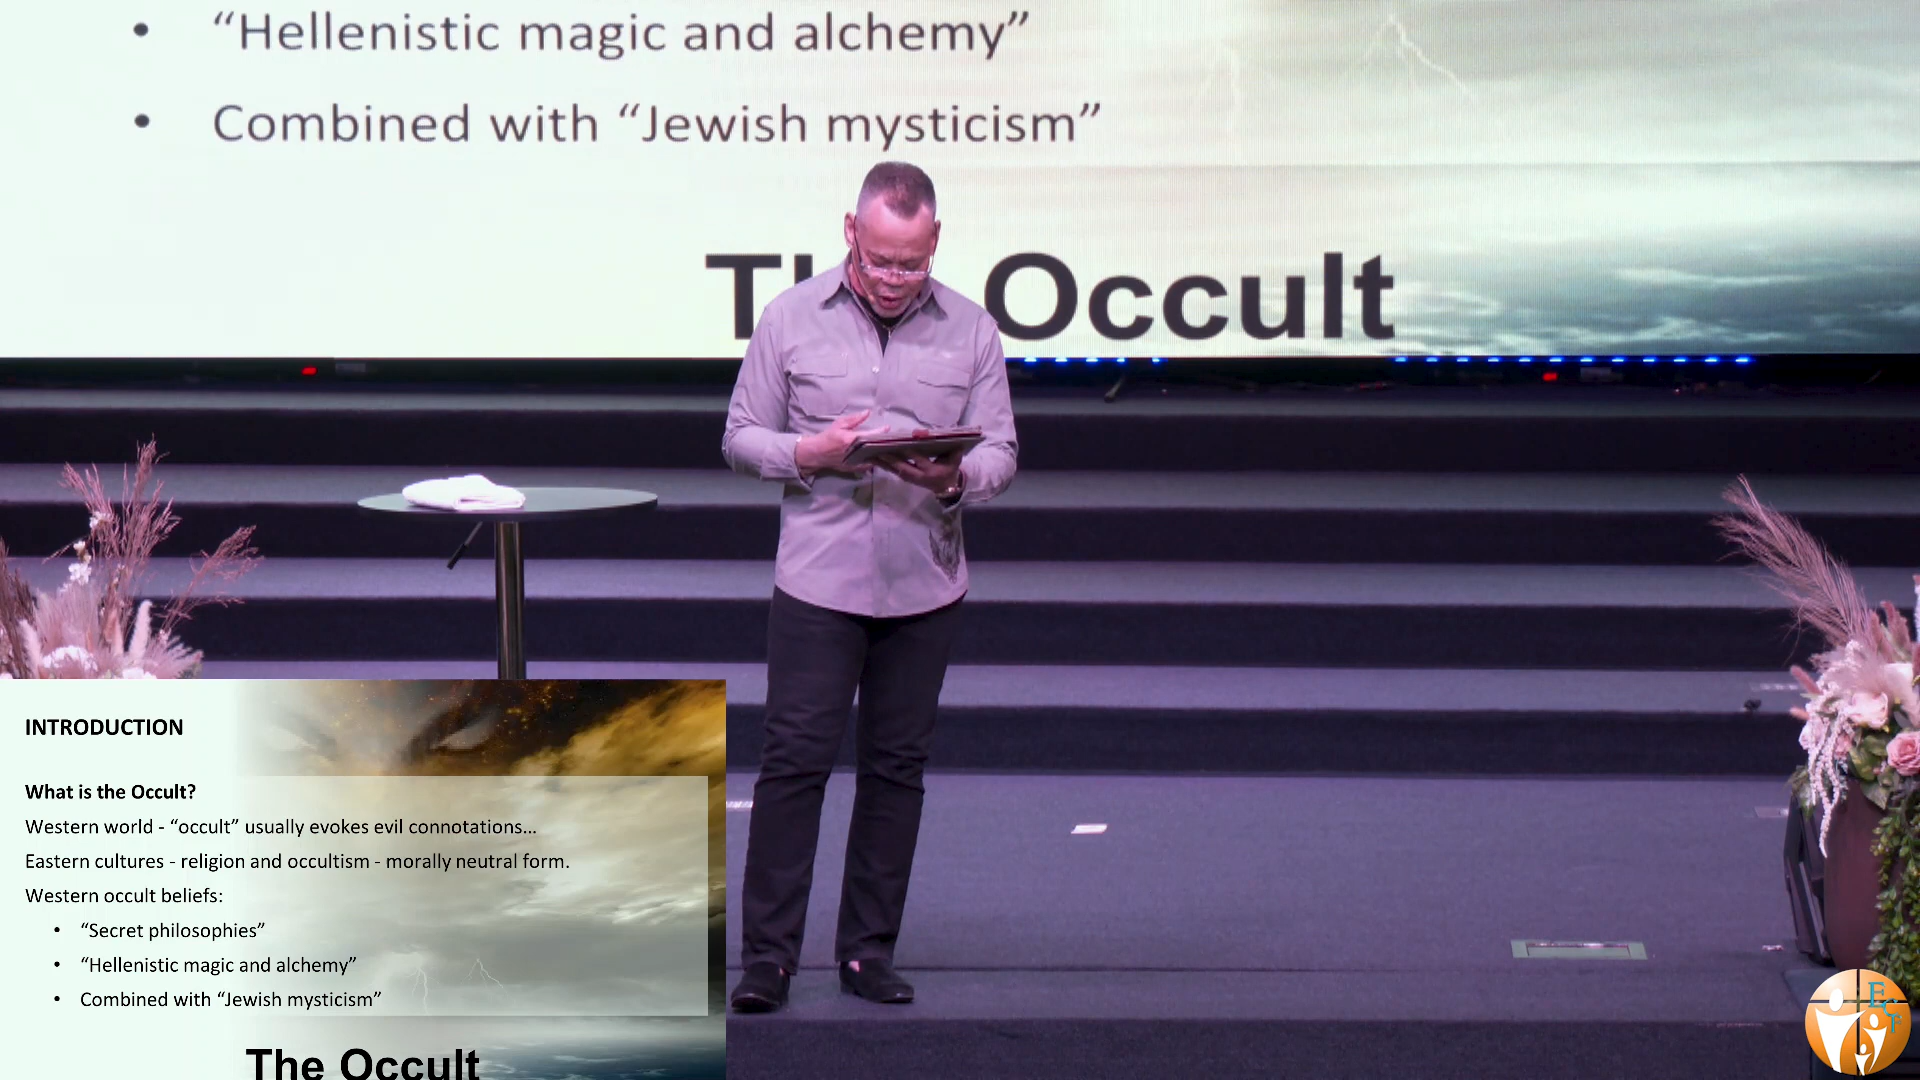 • “Hellenistic magic and alchemy”
• Combined with “Jewish mysticism”
Occult
INTRODUCTION
What is the Occult?
Western world - “occult” usually evokes evil connotations...
Eastern cultures - religion and occultism - morally neutral form.
Western occult beliefs:
• “Secret philosophies”
• “Hellenistic magic and alchemy”
• Combined with “Jewish mysticism”
The Occult
ECF